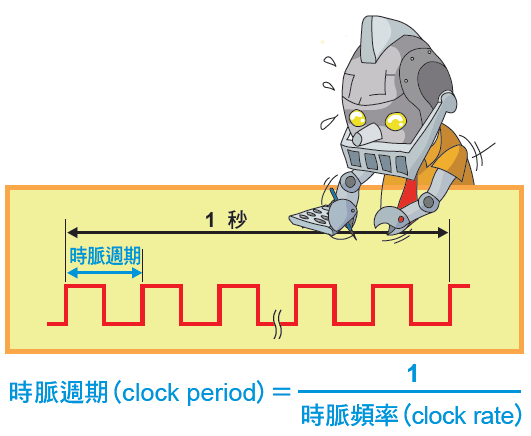 1 秒
時脈週期
時脈週期（clock period）＝ 1
時脈頻率（clock rate）